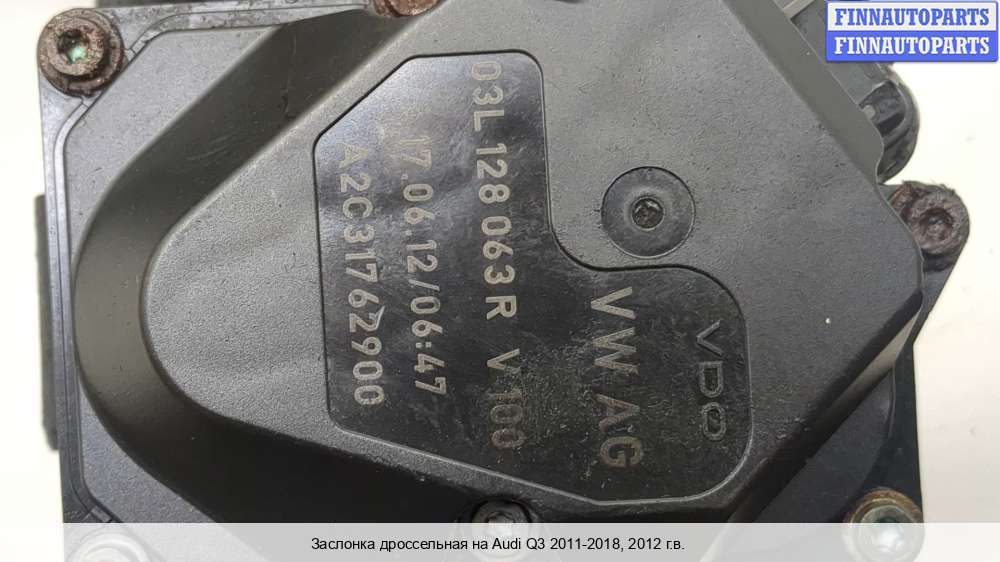 FINNAUTOPARTS
FINNAUTOPARTS
03L 128 063 R V 100
17.06.12/06:47
A2C31762900
VW AG
VDO
Заслонка дроссельная на Audi Q3 2011-2018, 2012 г.в.